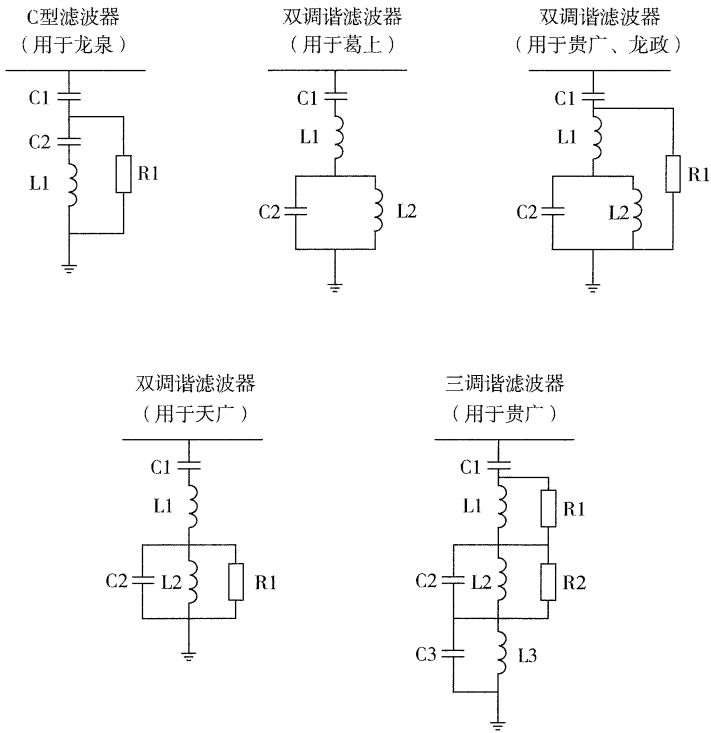 C型滤波器
（用于龙泉）
C1
C2
L1
R1
双调谐滤波器
（用于葛上）
C1
L1
C2
L2
双调谐滤波器
（用于贵广、龙政）
C1
L1
R1
C2
L2
双调谐滤波器
（用于天广）
C1
L1
C2
L2
R1
三调谐滤波器
（用于贵广）
C1
L1
R1
C2
L2
R2
C3
L3